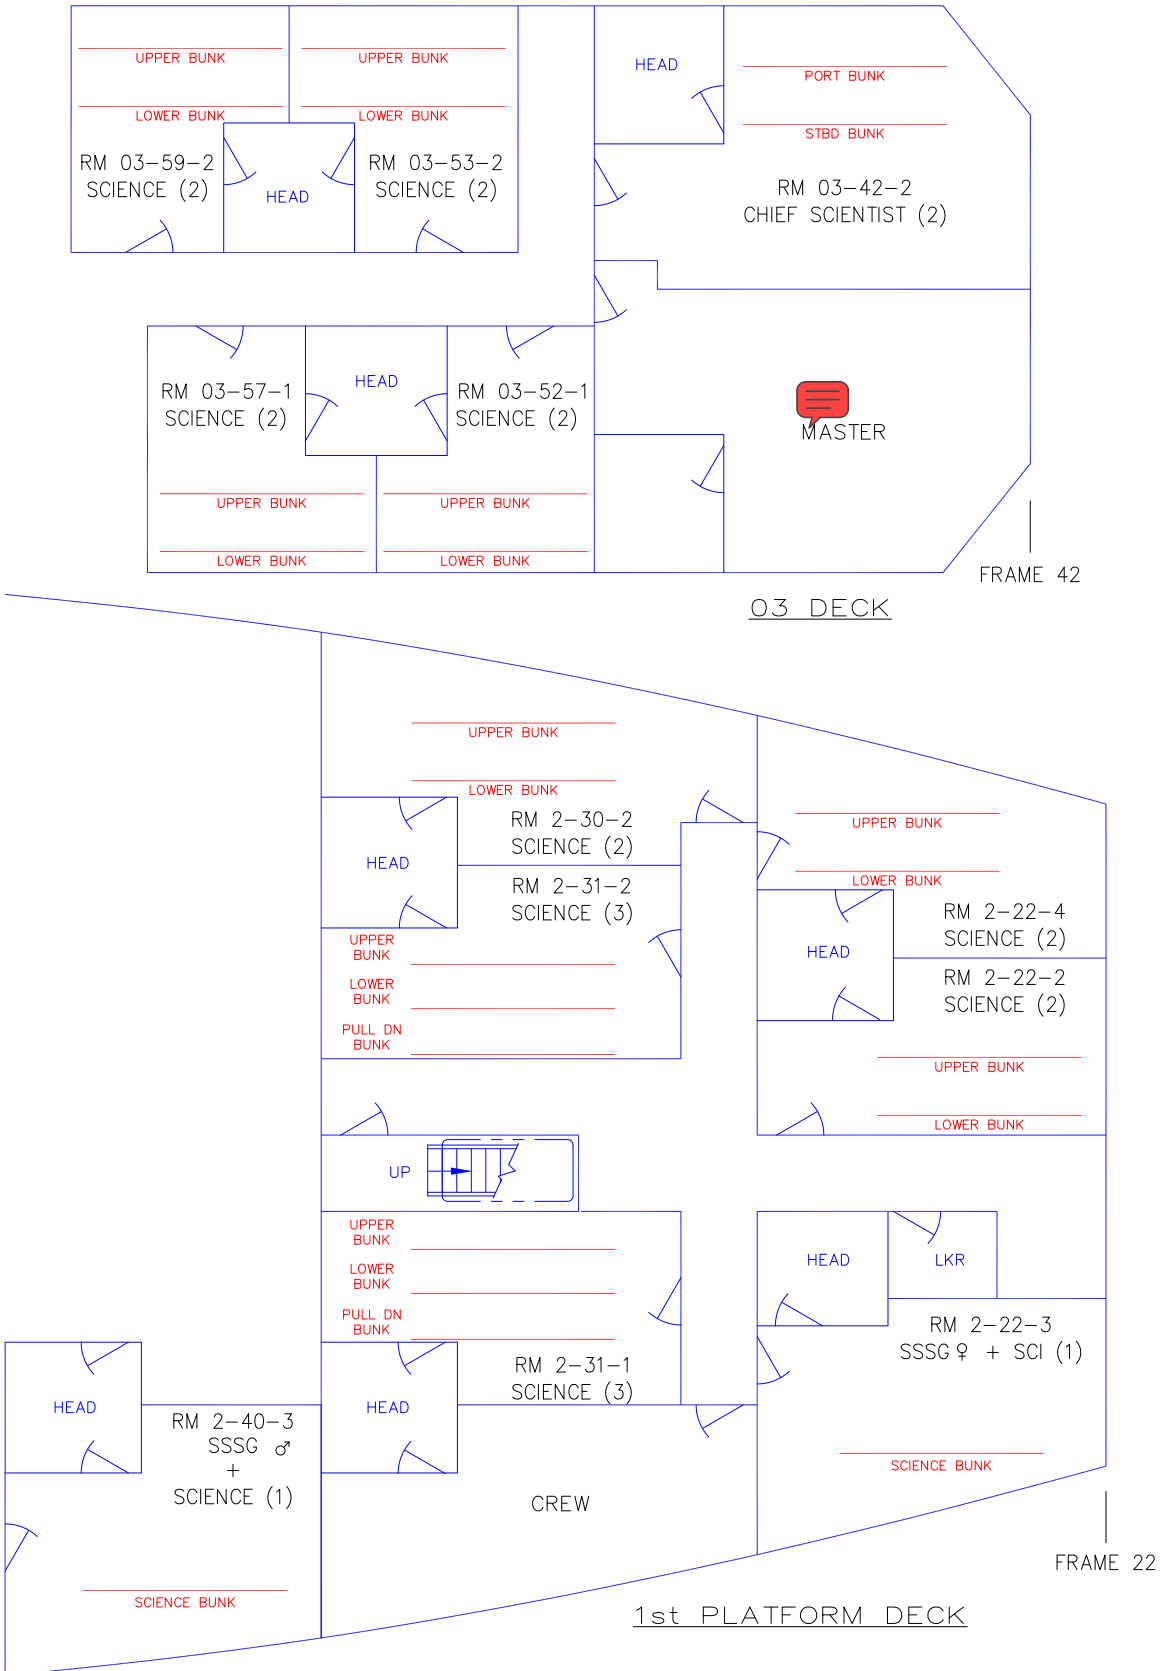 UPPER BUNK
UPPER BUNK
LOWER BUNK
LOWER BUNK
RM 03-59-2
SCIENCE (2)
RM 03-53-2
SCIENCE (2)
HEAD
HEAD
PORT BUNK
STBD BUNK
RM 03-42-2
CHIEF SCIENTIST (2)
RM 03-57-1
SCIENCE (2)
HEAD
RM 03-52-1
SCIENCE (2)
UPPER BUNK
UPPER BUNK
LOWER BUNK
LOWER BUNK
MASTER
FRAME 42
03 DECK
UPPER BUNK
LOWER BUNK
RM 2-30-2
SCIENCE (2)
HEAD
RM 2-31-2
SCIENCE (3)
UPPER
BUNK
LOWER
BUNK
PULL DN
BUNK
UPPER BUNK
LOWER BUNK
RM 2-22-4
SCIENCE (2)
HEAD
RM 2-22-2
SCIENCE (2)
UPPER BUNK
LOWER BUNK
UP
UPPER
BUNK
LOWER
BUNK
PULL DN
BUNK
RM 2-31-1
SCIENCE (3)
HEAD
HEAD
LKR
RM 2-22-3
SSSG ♀ + SCI (1)
SCIENCE BUNK
HEAD
RM 2-40-3
SSSG ♂
+
SCIENCE (1)
SCIENCE BUNK
CREW
FRAME 22
1st PLATFORM DECK